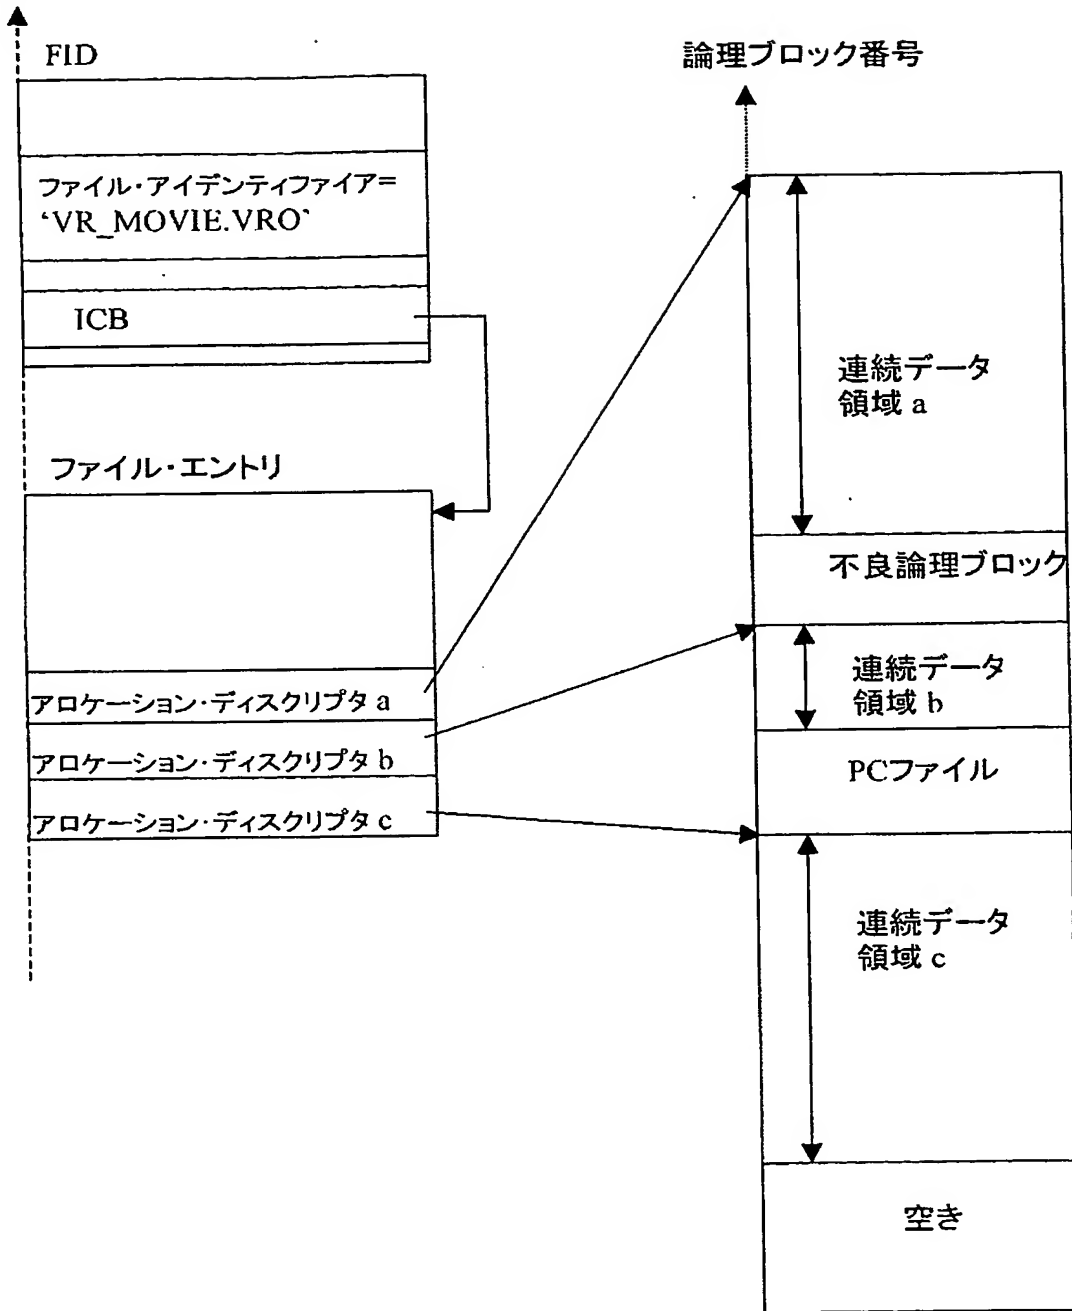 FID
ファイル・アイデンティファイア=
‘VR_MOVIE.VRO‘
ICB
ファイル・エントリ
アロケーション・ディスクリプタ a
アロケーション・ディスクリプタ b
アロケーション・ディスクリプタ c
論理ブロック番号
連続データ
領域 a
不良論理ブロック
連続データ
領域 b
PCファイル
連続データ
領域 c
空き